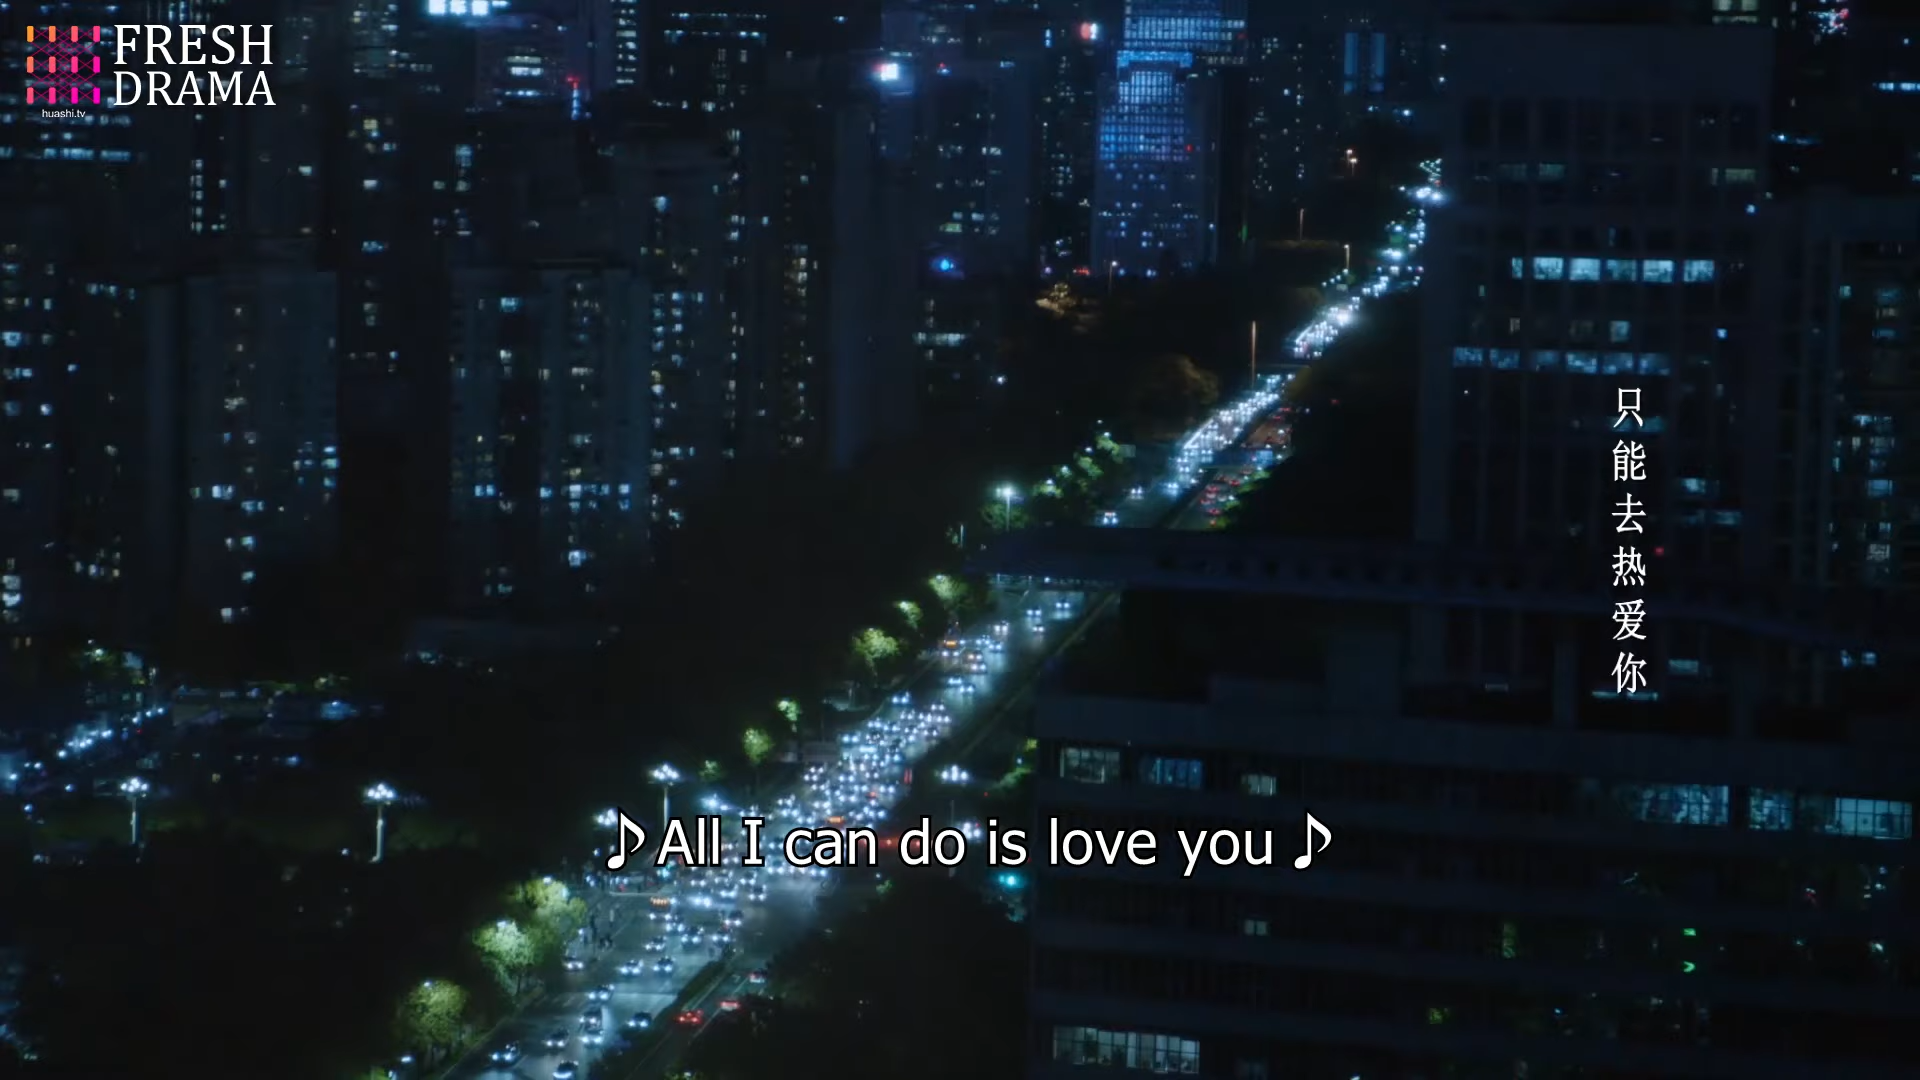 FRESH
DRAMA
huashi.tv
只能去热爱你
♪All I can do is love you♪